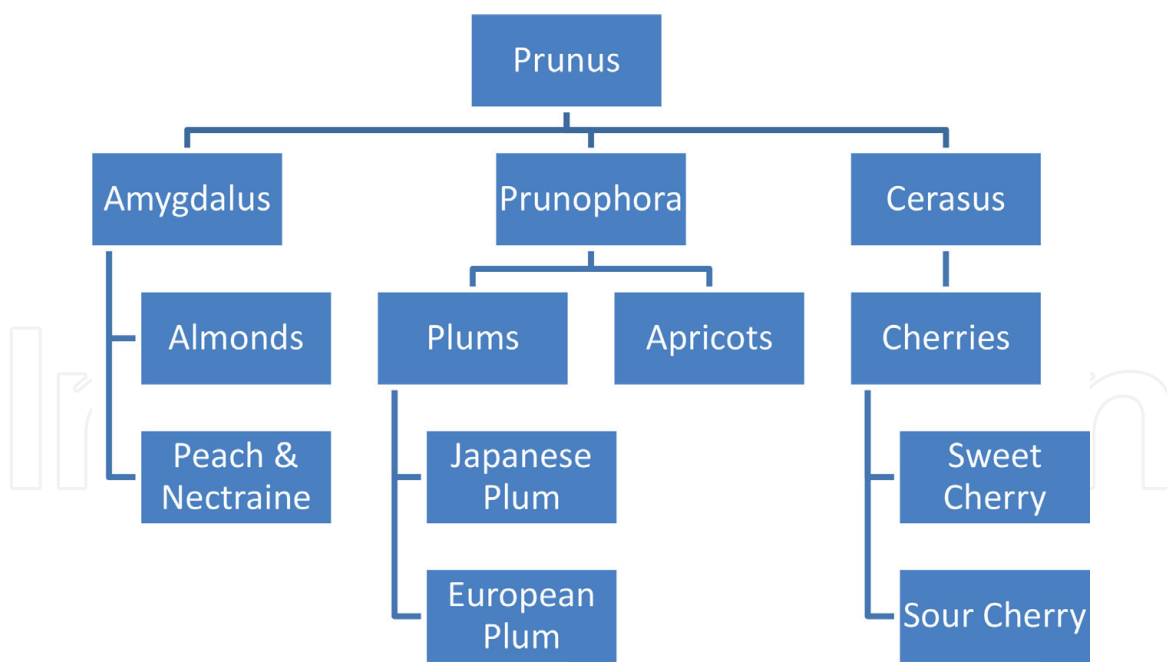 Prunus
Amygdalus
Prunophora
Cerasus
Almonds
Plums
Apricots
Cherries
Peach &
Nectraine
Japanese
Plum
Sweet
Cherry
European
Plum
Sour Cherry